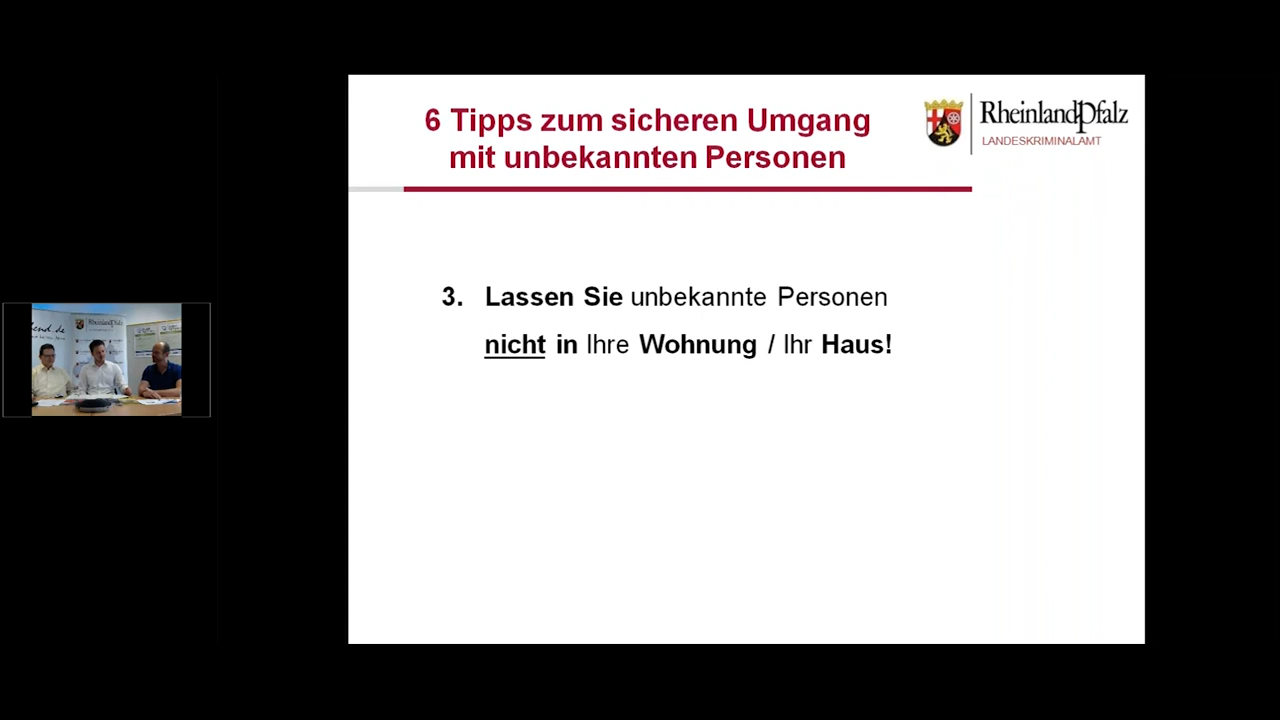 6 Tipps zum sicheren Umgang
mit unbekannten Personen
RheinlandPfalz
LANDESKRIMINALAMT
3. Lassen Sie unbekannte Personen
nicht in Ihre Wohnung / Ihr Haus!
RheinlandPfalz